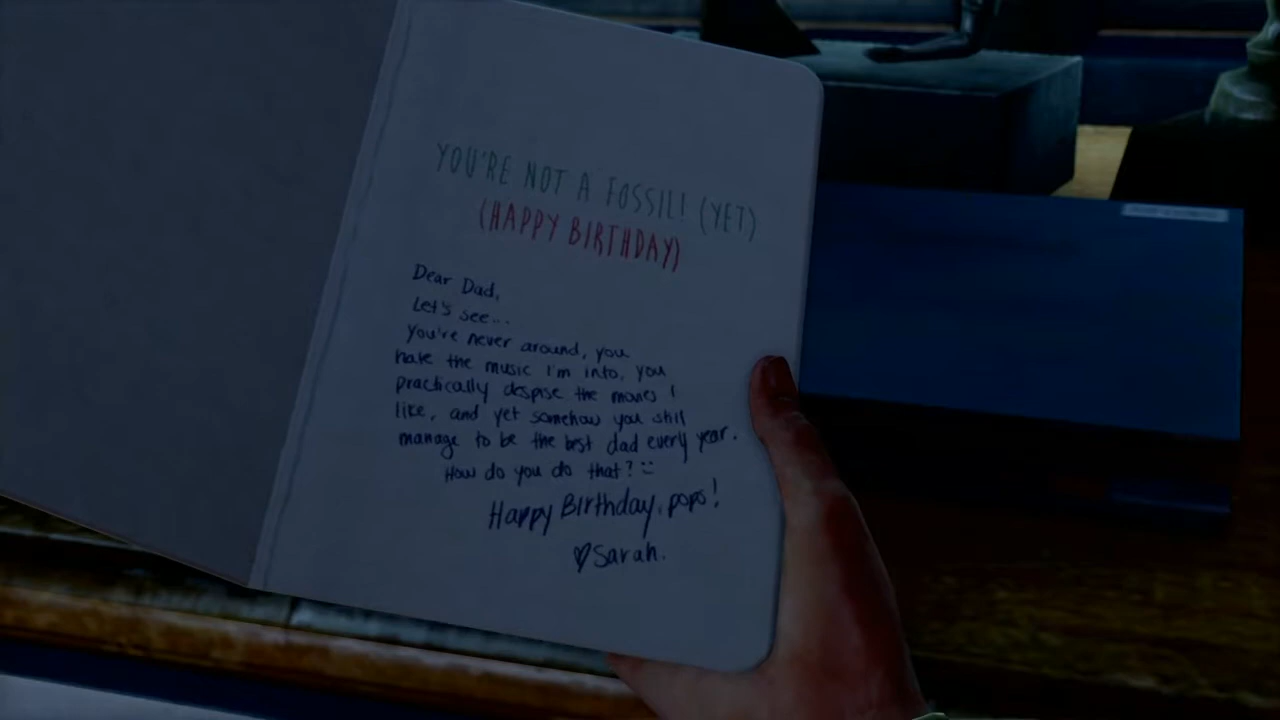 YOU'RE NOT A FOSSIL! (YET)
(HAPPY BIRTHDAY)
Dear Dad,
Let's see...
you're never around, you
hate the music I'm into, you
practically despise the movies I
like, and yet somehow you still
manage to be the best dad every year.
How do you do that? :)
Happy Birthday, pops!
♥Sarah.